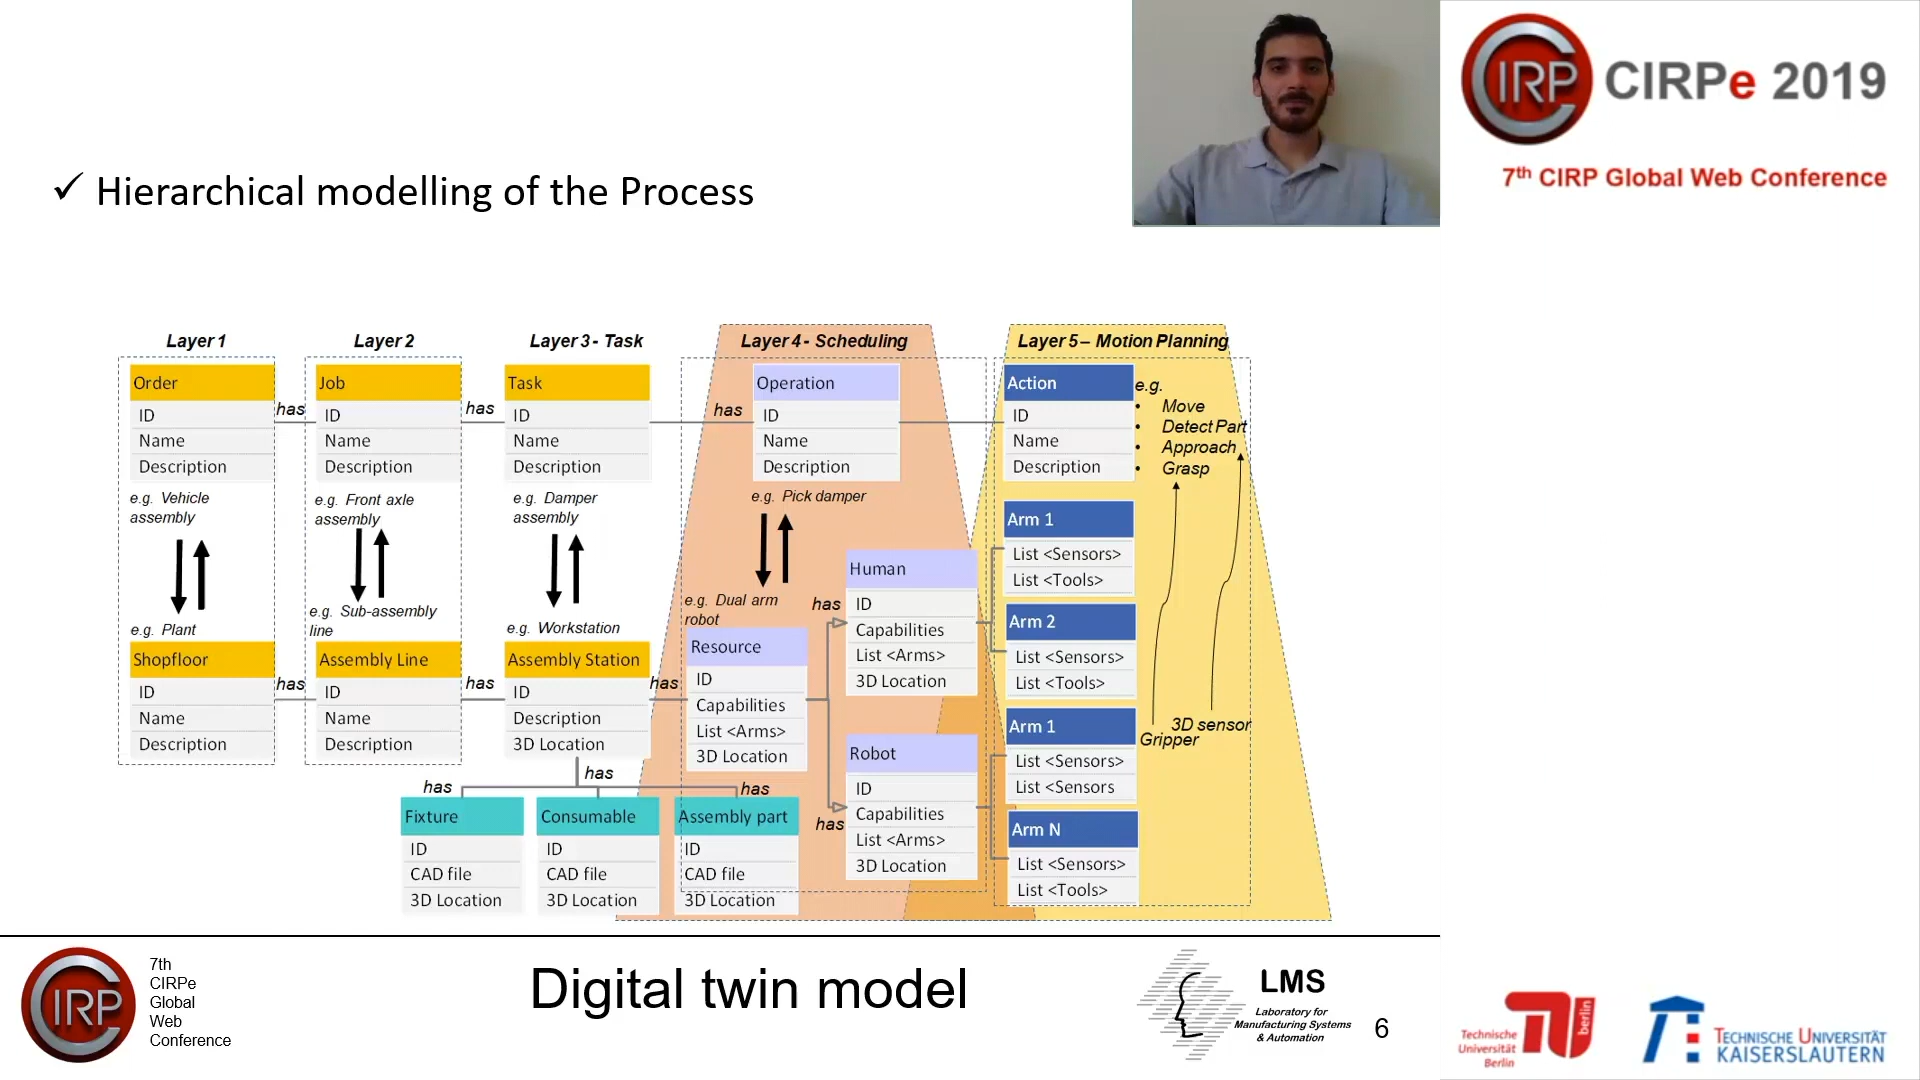 CIRP CIRPe 2019
7th CIRP Global Web Conference
✓ Hierarchical modelling of the Process
Layer 1
Order
ID
Name
Description
e.g. Vehicle
assembly
e.g. Plant
Shopfloor
ID
Name
Description
has
has
Layer 2
Job
ID
Name
Description
e.g. Front axle
assembly
e.g. Sub-assembly
line
Assembly Line
ID
Name
Description
has
has
Layer 3 - Task
Task
ID
Name
Description
e.g. Damper
assembly
e.g. Workstation
Assembly Station
ID
Description
3D Location
has
has
has
has
has
Fixture
ID
CAD file
3D Location
Consumable
ID
CAD file
3D Location
Assembly part
ID
CAD file
3D Location
Layer 4 - Scheduling
Operation
ID
Name
Description
e.g. Pick damper
e.g. Dual arm
robot
Resource
ID
Capabilities
List <Arms>
3D Location
has
has
Human
ID
Capabilities
List <Arms>
3D Location
Robot
ID
Capabilities
List <Arms>
3D Location
Layer 5 – Motion Planning
Action
ID
Name
Description
e.g.
• Move
• Detect Part
• Approach
• Grasp
Arm 1
List <Sensors>
List <Tools>
Arm 2
List <Sensors>
List <Tools>
Arm 1
List <Sensors>
List <Sensors
Arm N
List <Sensors>
List <Tools>
3D sensor
Gripper
CIRP
7th
CIRPe
Global
Web
Conference
Digital twin model
LMS
Laboratory for
Manufacturing Systems
& Automation
6
Technische
Universität
Berlin
berlin
TECHNISCHE UNIVERSITÄT
KAISERSLAUTERN